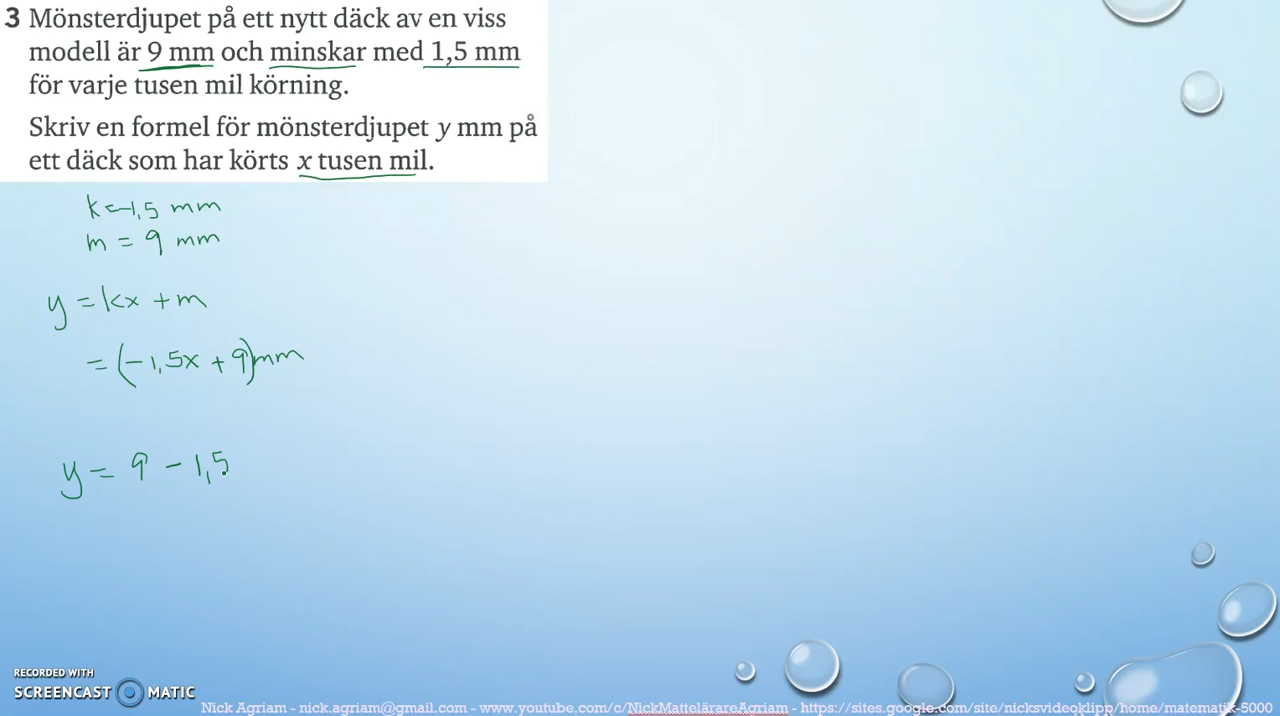 3 Mönsterdjupet på ett nytt däck av en viss
modell är 9 mm och minskar med 1,5 mm
för varje tusen mil körning.
Skriv en formel för mönsterdjupet y mm på
ett däck som har körts x tusen mil.
k=-1,5 mm
m = 9 mm
y = kx + m
= (-1,5x + 9)mm
y = 9 - 1,5
RECORDED WITH
SCREENCAST MATIC
Nick Agriam - nick.agriam@gmail.com - www.youtube.com/c/NickMattelärareAgriam - https://sites.google.com/site/nicksvideoklipp/home/matematik-5000